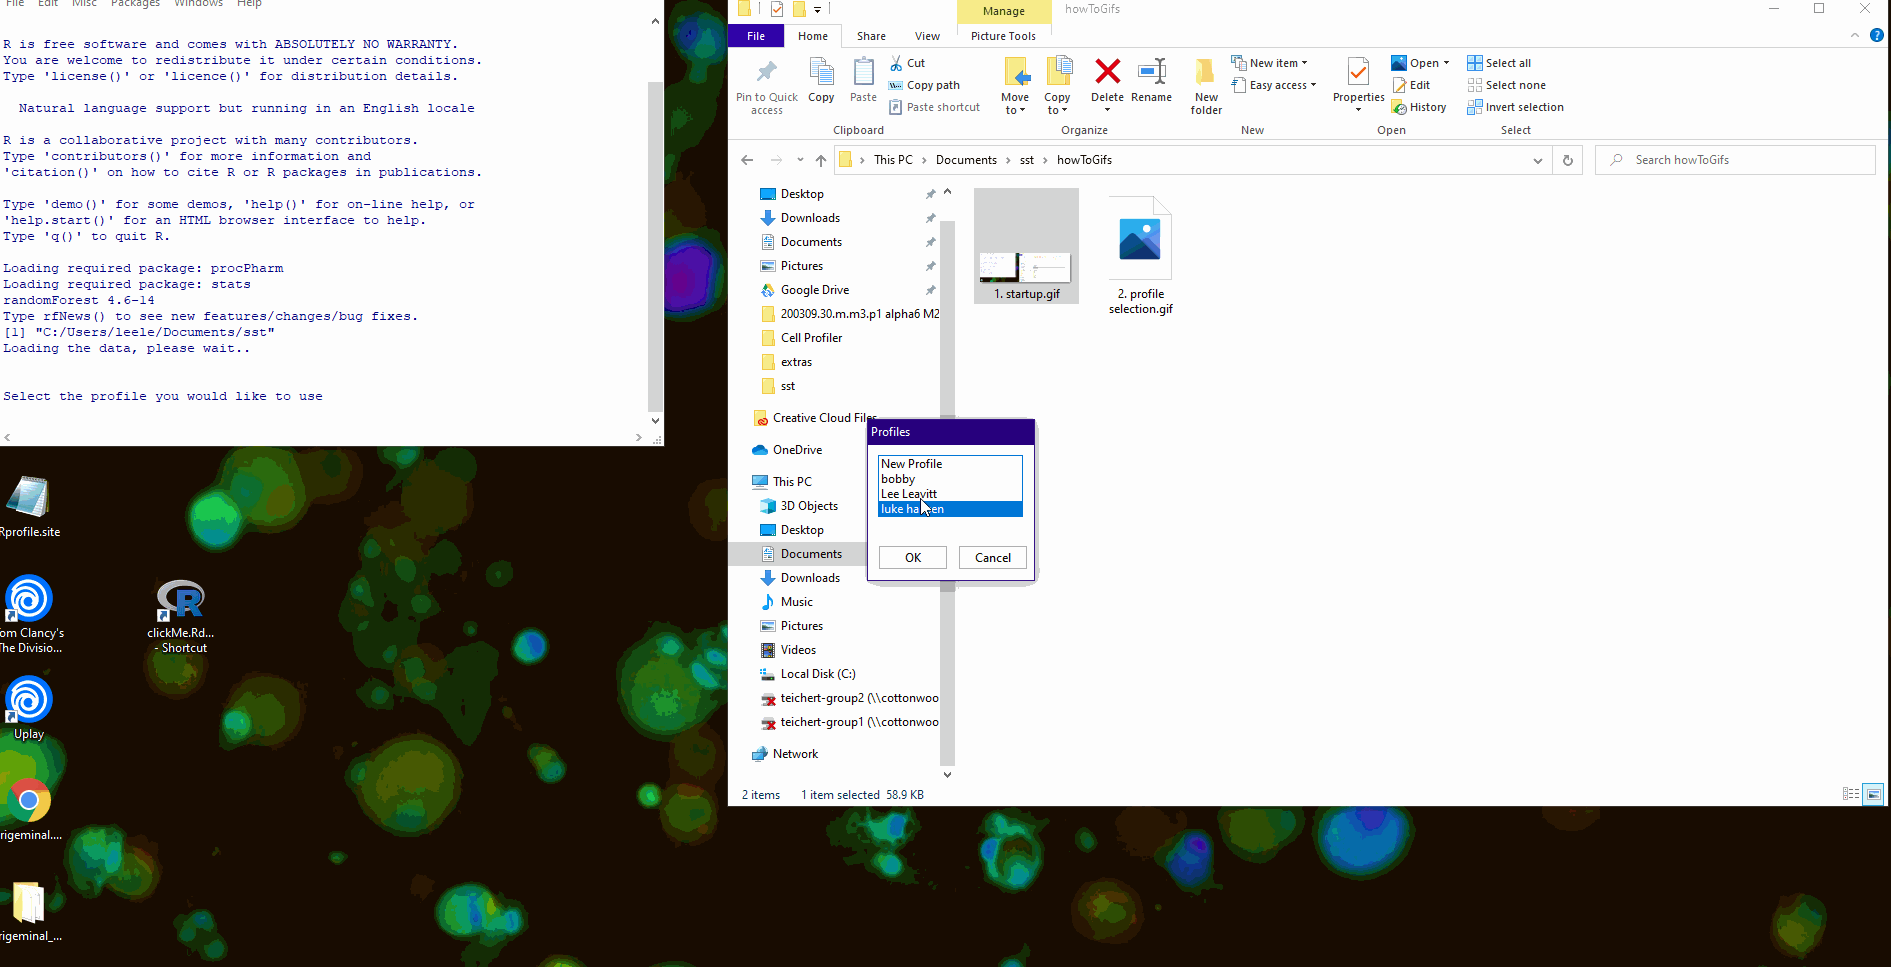 File Edit Misc Packages Windows Help
R is free software and comes with ABSOLUTELY NO WARRANTY.
You are welcome to redistribute it under certain conditions.
Type 'license()' or 'licence()' for distribution details.
Natural language support but running in an English locale
R is a collaborative project with many contributors.
Type 'contributors()' for more information and
'citation()' on how to cite R or R packages in publications.
Type 'demo()' for some demos, 'help()' for on-line help, or
'help.start()' for an HTML browser interface to help.
Type 'q()' to quit R.
Loading required package: procPharm
Loading required package: stats
randomForest 4.6-14
Type rfNews() to see new features/changes/bug fixes.
[1] "C:/Users/leele/Documents/sst"
Loading the data, please wait..
Select the profile you would like to use
Rprofile.site
om Clancy's
The Divisio...
clickMe.Rd...
- Shortcut
Uplay
rigeminal....
rigeminal_...
Manage
howToGifs
File Home Share View Picture Tools
Pin to Quick
access
Copy
Paste
Cut
Copy path
Paste shortcut
Clipboard
Move
to
Copy
to
Delete
Rename
Organize
New
folder
New item
Easy access
New
Properties
Open
Edit
History
Open
Select all
Select none
Invert selection
Select
This PC > Documents > sst > howToGifs
Search howToGifs
Desktop
Downloads
Documents
Pictures
Google Drive
200309.30.m.m3.p1 alpha6 M2
Cell Profiler
extras
sst
Creative Cloud Files
OneDrive
This PC
3D Objects
Desktop
Documents
Downloads
Music
Pictures
Videos
Local Disk (C:)
teichert-group2 (\\cottonwoo
teichert-group1 (\\cottonwoo
Network
1. startup.gif
2. profile
selection.gif
Profiles
New Profile
bobby
Lee Leavitt
luke
OK Cancel
2 items 1 item selected 58.9 KB